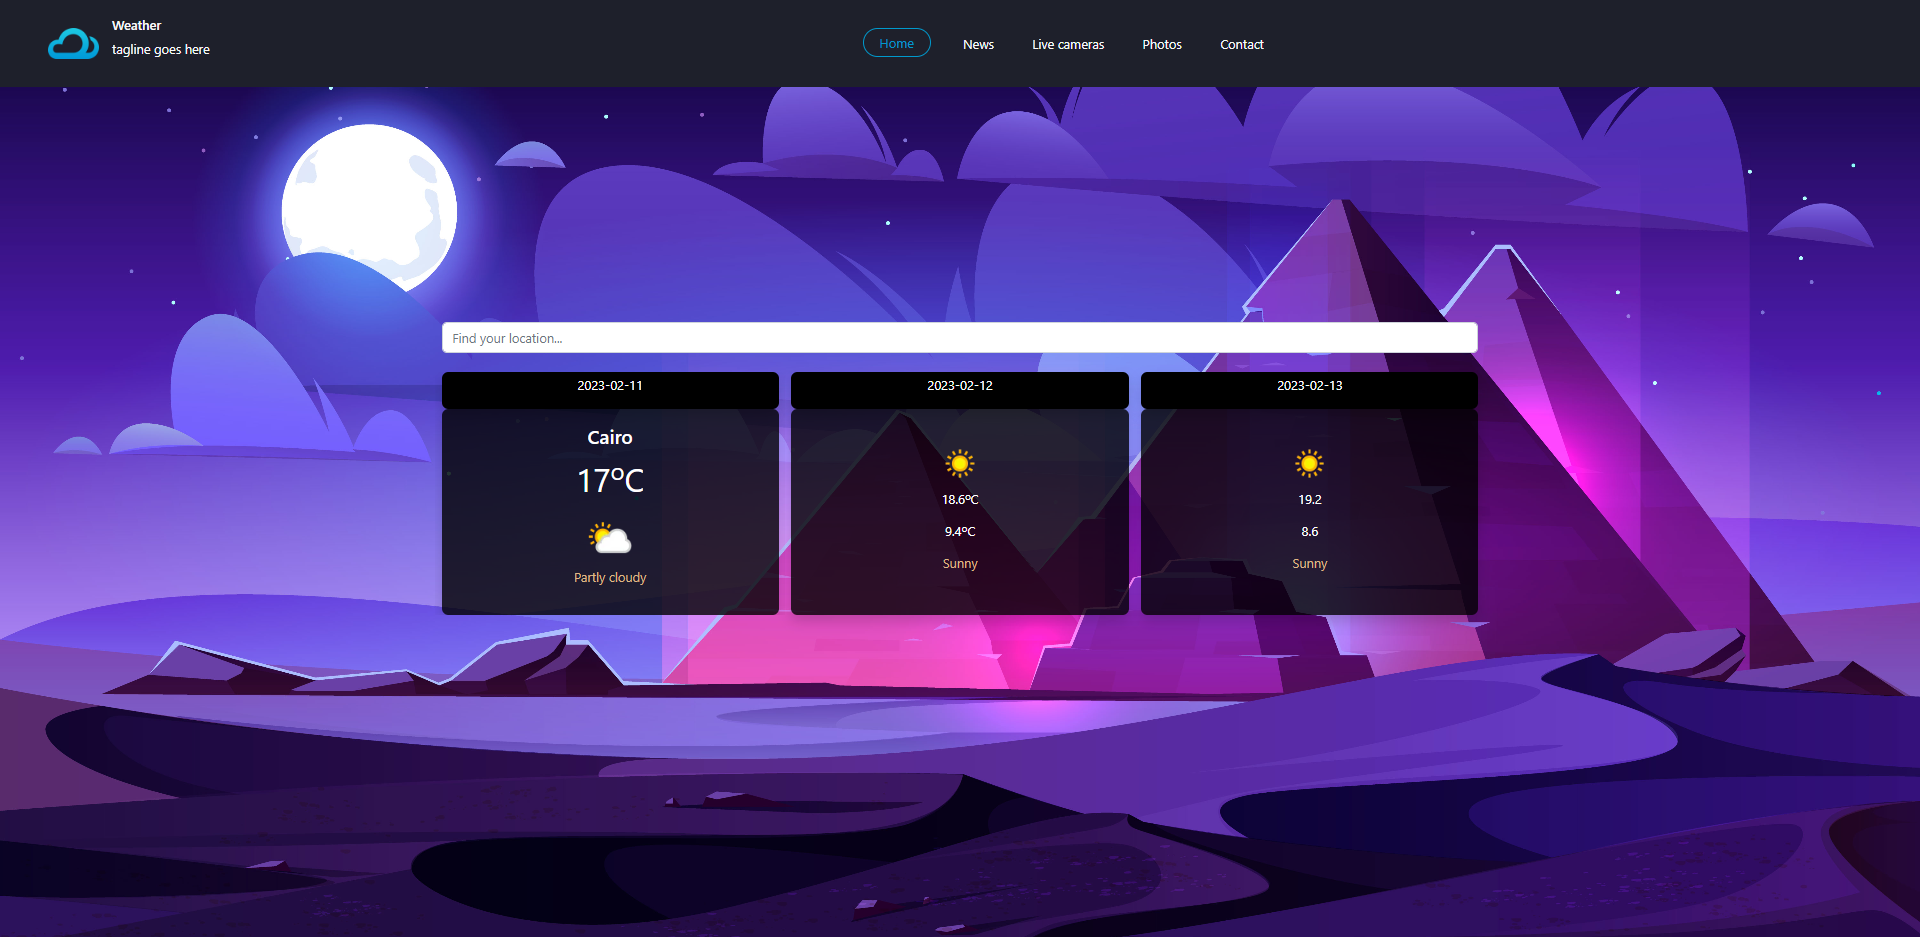 Weather
tagline goes here
Home
News
Live cameras
Photos
Contact
Find your location...
2023-02-11
Cairo
17ºC
Partly cloudy
2023-02-12
18.6ºC
9.4ºC
Sunny
2023-02-13
19.2
8.6
Sunny